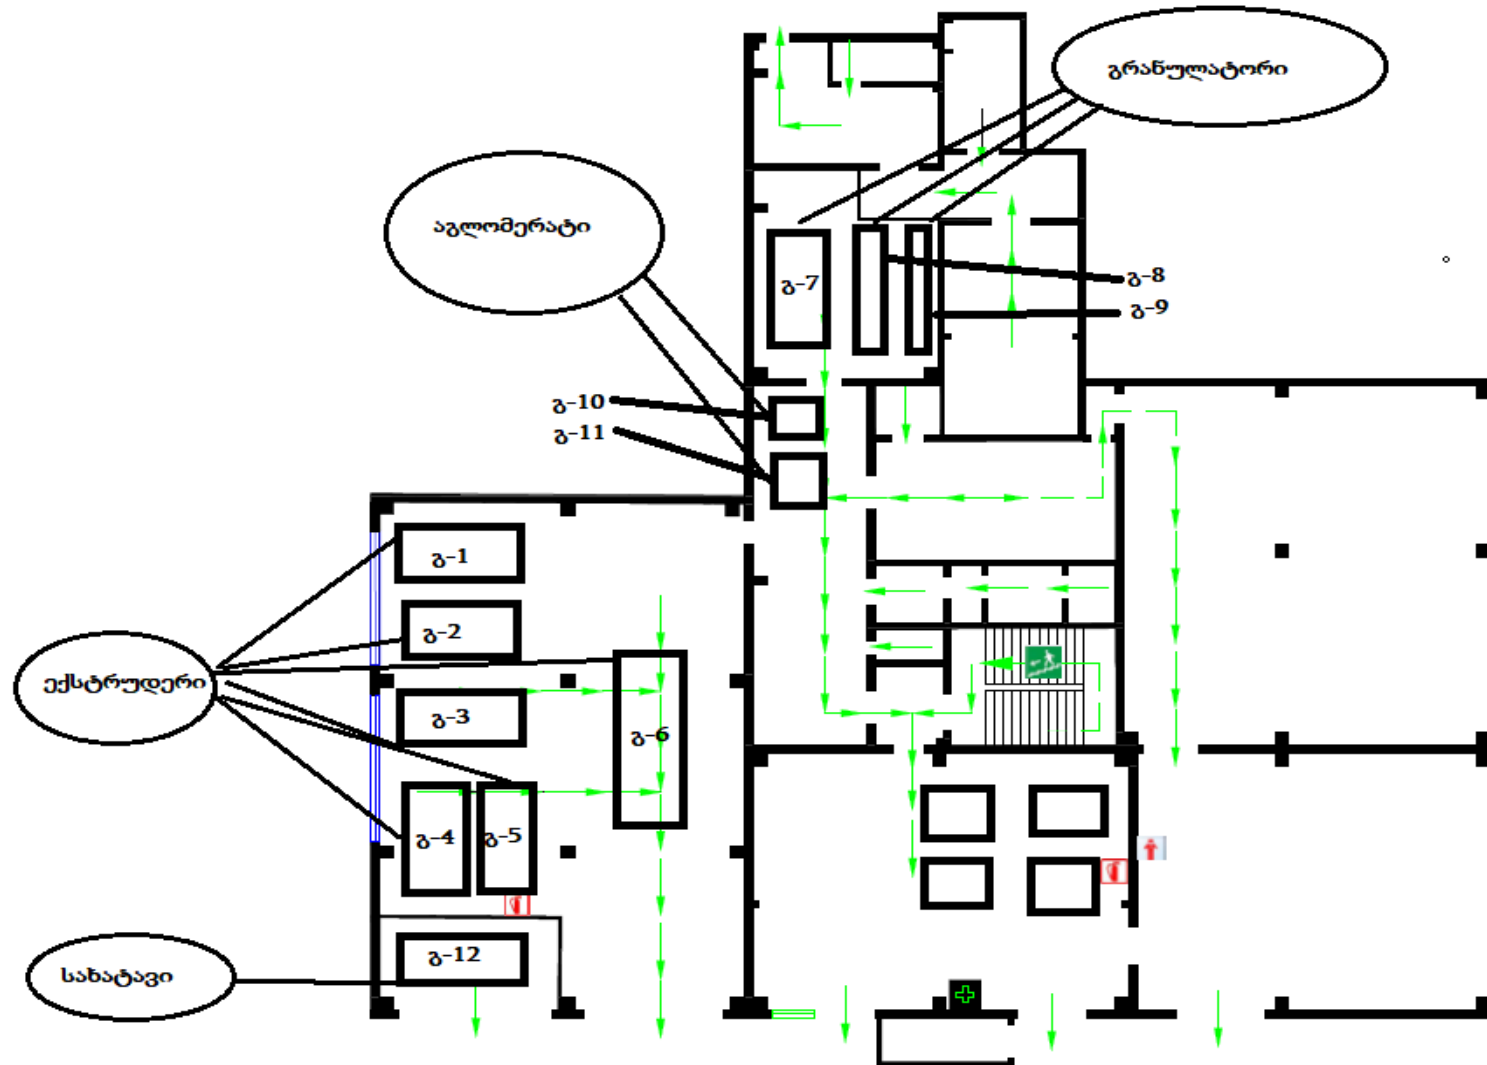 გრანულატორი
აგლომერატი
გ-7
გ-8
გ-9
გ-10
გ-11
გ-1
გ-2
ექსტრუდერი
გ-3
გ-6
გ-4
გ-5
გ-12
სახატავი